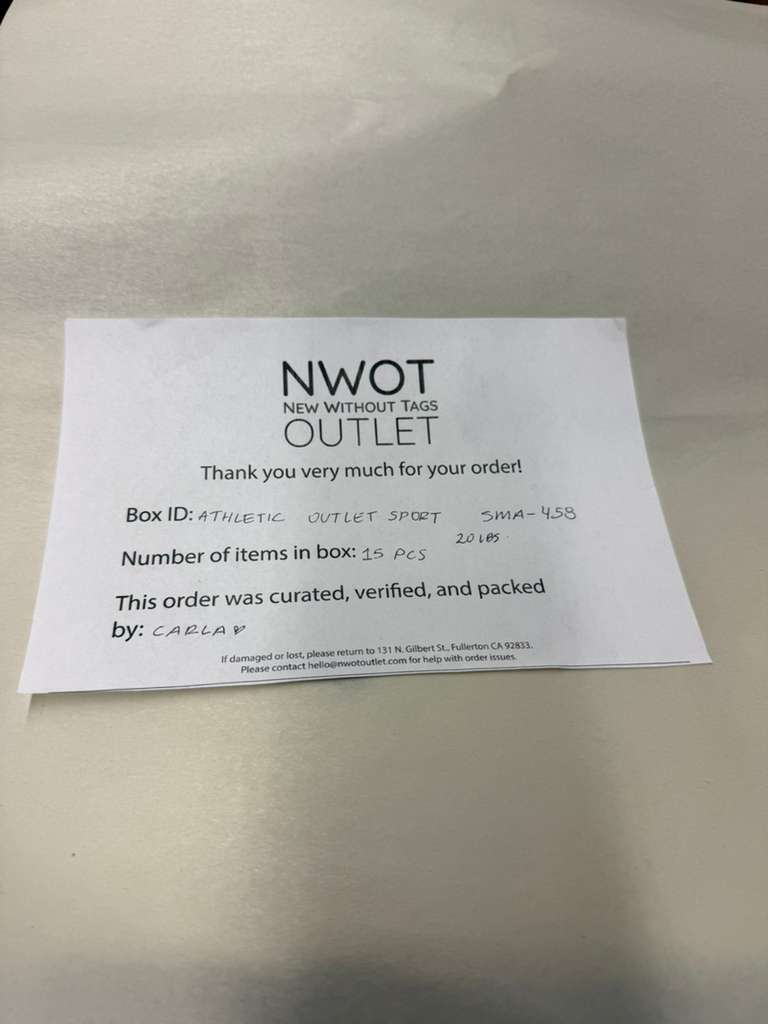 NWOT
NEW WITHOUT TAGS
OUTLET
Thank you very much for your order!
Box ID: ATHLETIC OUTLET SPORT SMA-458
20 LBS.
Number of items in box: 15 PCS
This order was curated, verified, and packed
by: CARLA
If damaged or lost, please return to 131 N. Gilbert St., Fullerton CA 92833.
Please contact hello@nwotoutlet.com for help with order issues.